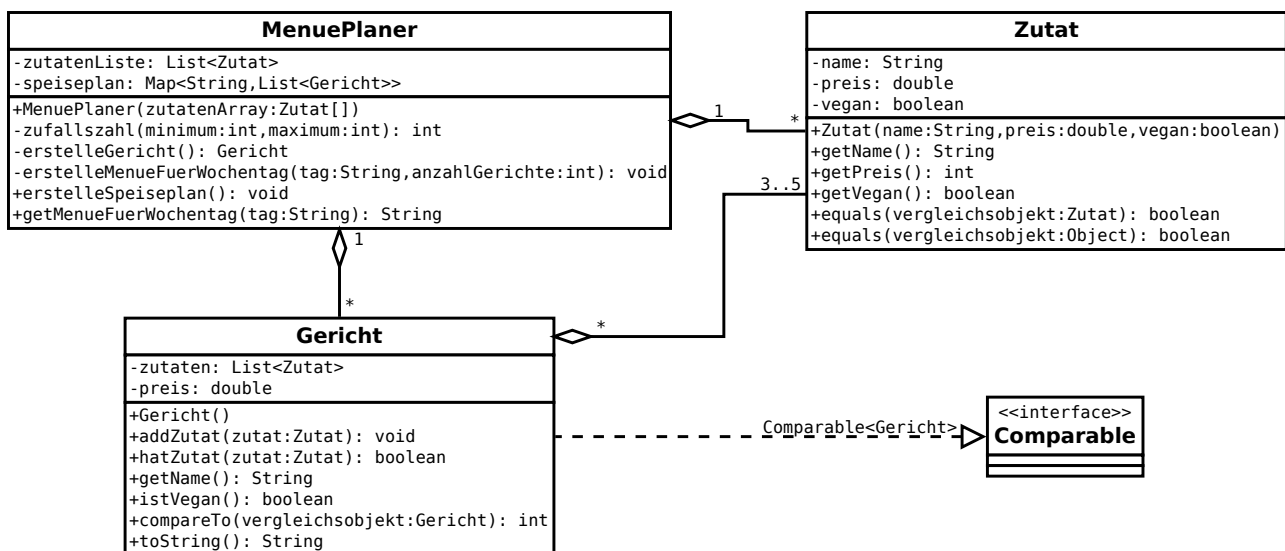 MenuePlaner
-zutatenListe: List<Zutat>
-speiseplan: Map<String,List<Gericht>>
+MenuePlaner(zutatenArray:Zutat[])
-zufallszahl(minimum:int,maximum:int): int
-erstelleGericht(): Gericht
-erstelleMenueFuerWochentag(tag:String,anzahlGerichte:int): void
+erstelleSpeiseplan(): void
+getMenueFuerWochentag(tag:String): String
1
*
3..5
Zutat
-name: String
-preis: double
-vegan: boolean
+Zutat(name:String,preis:double,vegan:boolean)
+getName(): String
+getPreis(): int
+getVegan(): boolean
+equals(vergleichsobjekt:Zutat): boolean
+equals(vergleichsobjekt:Object): boolean
1
*
*
Gericht
-zutaten: List<Zutat>
-preis: double
+Gericht()
+addZutat(zutat:Zutat): void
+hatZutat(zutat:Zutat): boolean
+getName(): String
+istVegan(): boolean
+compareTo(vergleichsobjekt:Gericht): int
+toString(): String
Comparable<Gericht>
<<interface>>
Comparable